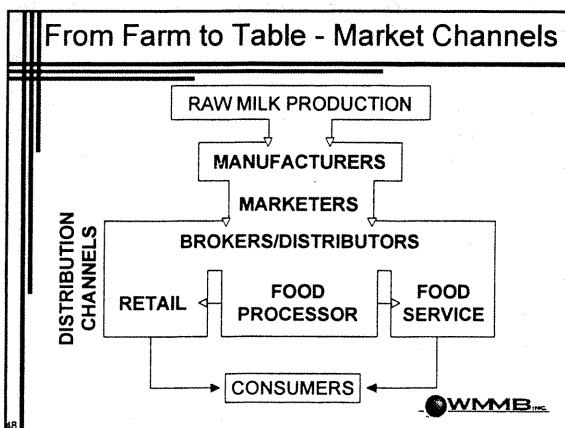 From Farm to Table - Market Channels
RAW MILK PRODUCTION
MANUFACTURERS
MARKETERS
BROKERS/DISTRIBUTORS
DISTRIBUTION
CHANNELS
RETAIL
FOOD
PROCESSOR
FOOD
SERVICE
CONSUMERS
WMMB INC.
48